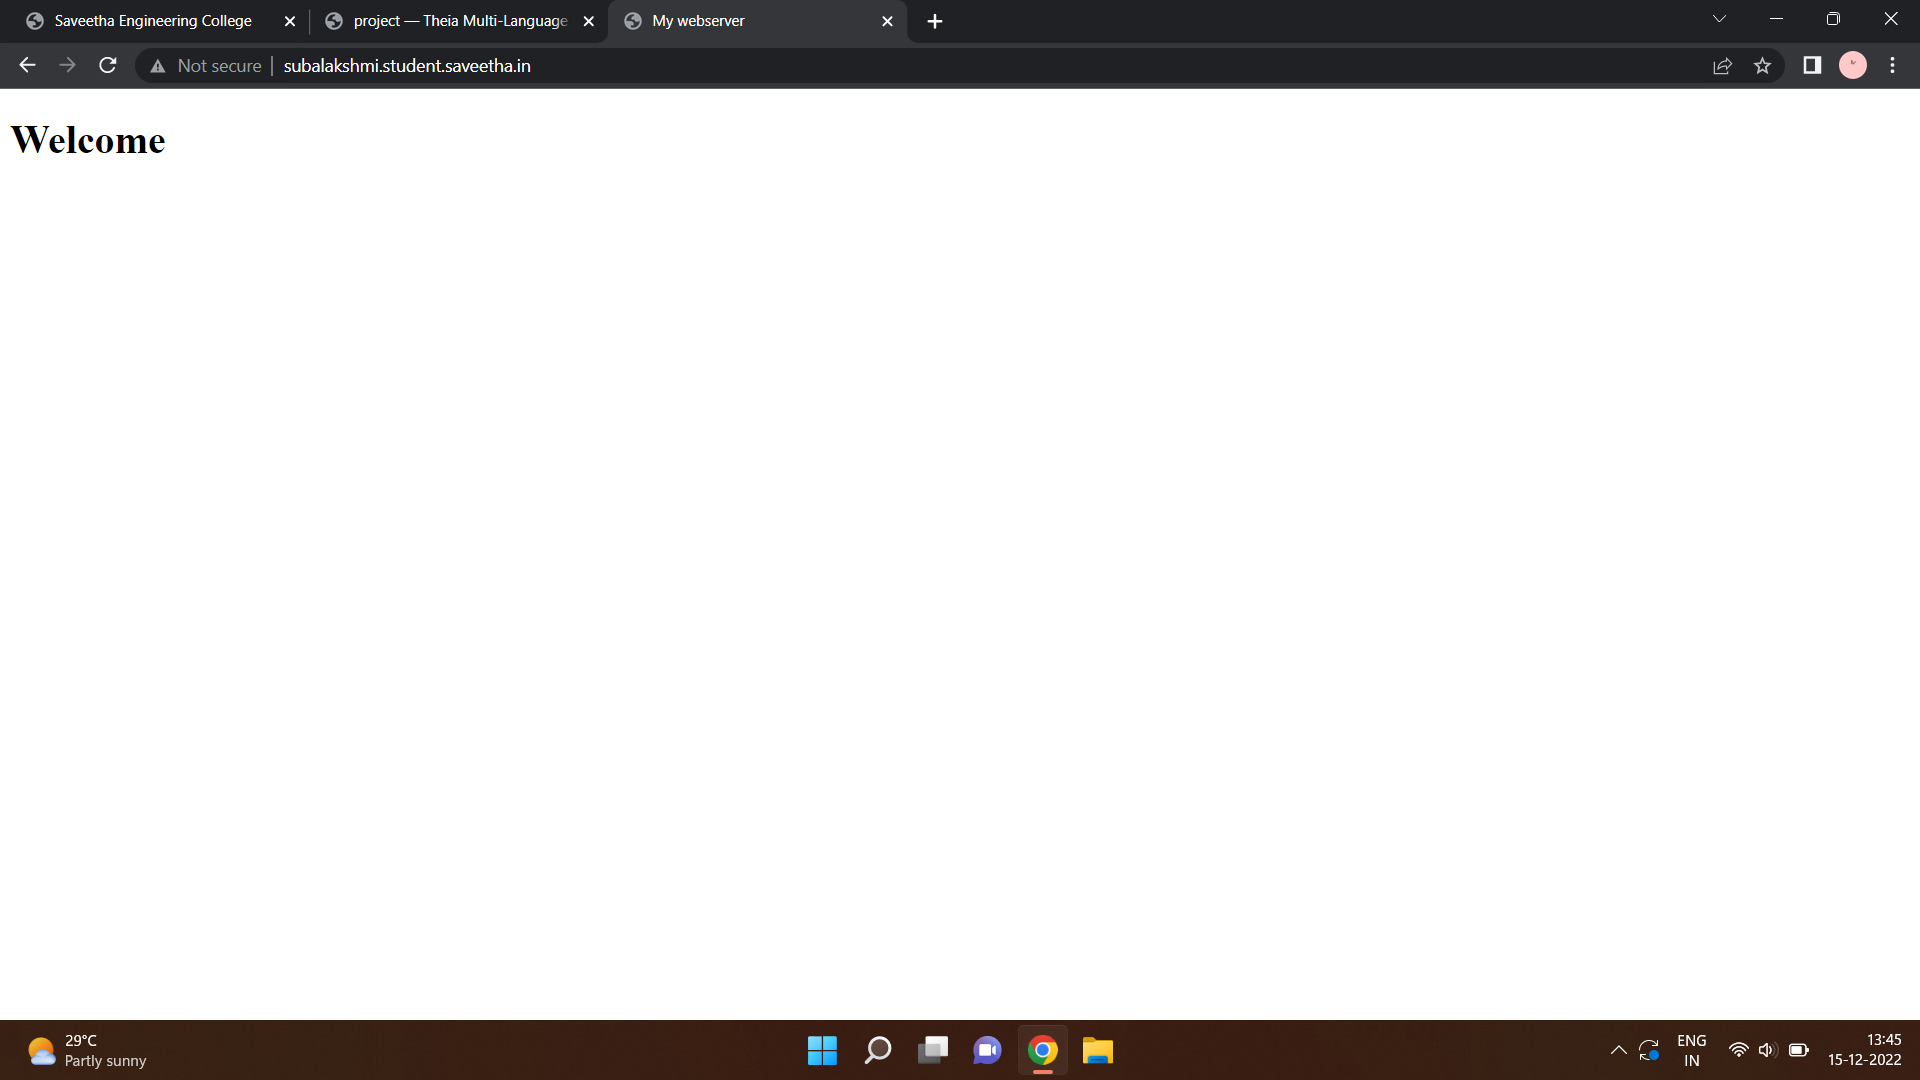 Saveetha Engineering College
project — Theia Multi-Language
My webserver
Not secure
subalakshmi.student.saveetha.in
Welcome
29°C
Partly sunny
ENG
IN
13:45
15-12-2022